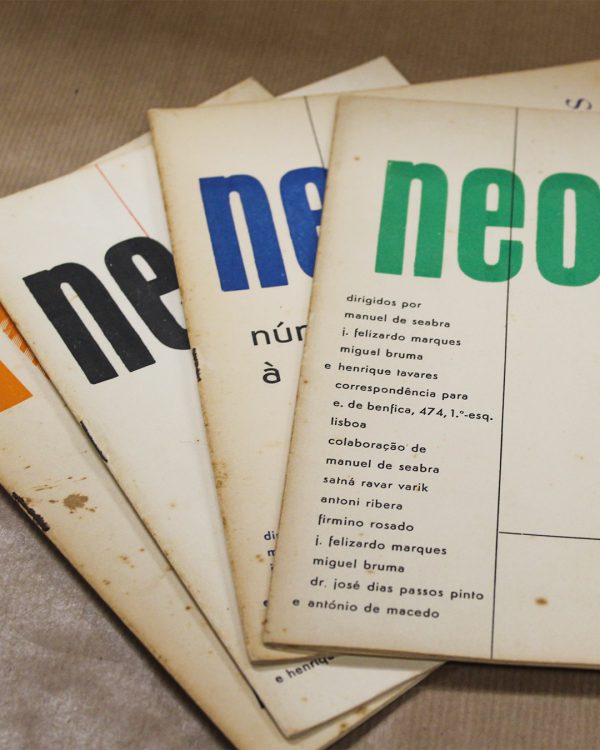 neo
dirigidos por
manuel de seabra
j. felizardo marques
miguel bruma
e henrique tavares
correspondência para
e. de benfica, 474, 1.º-esq.
lisboa
colaboração de
manuel de seabra
satná ravar varik
antoni ribera
firmino rosado
j. felizardo marques
miguel bruma
dr. josé dias passos pinto
e antónio de macedo
ne
nún
à
ne
e henriqu
S